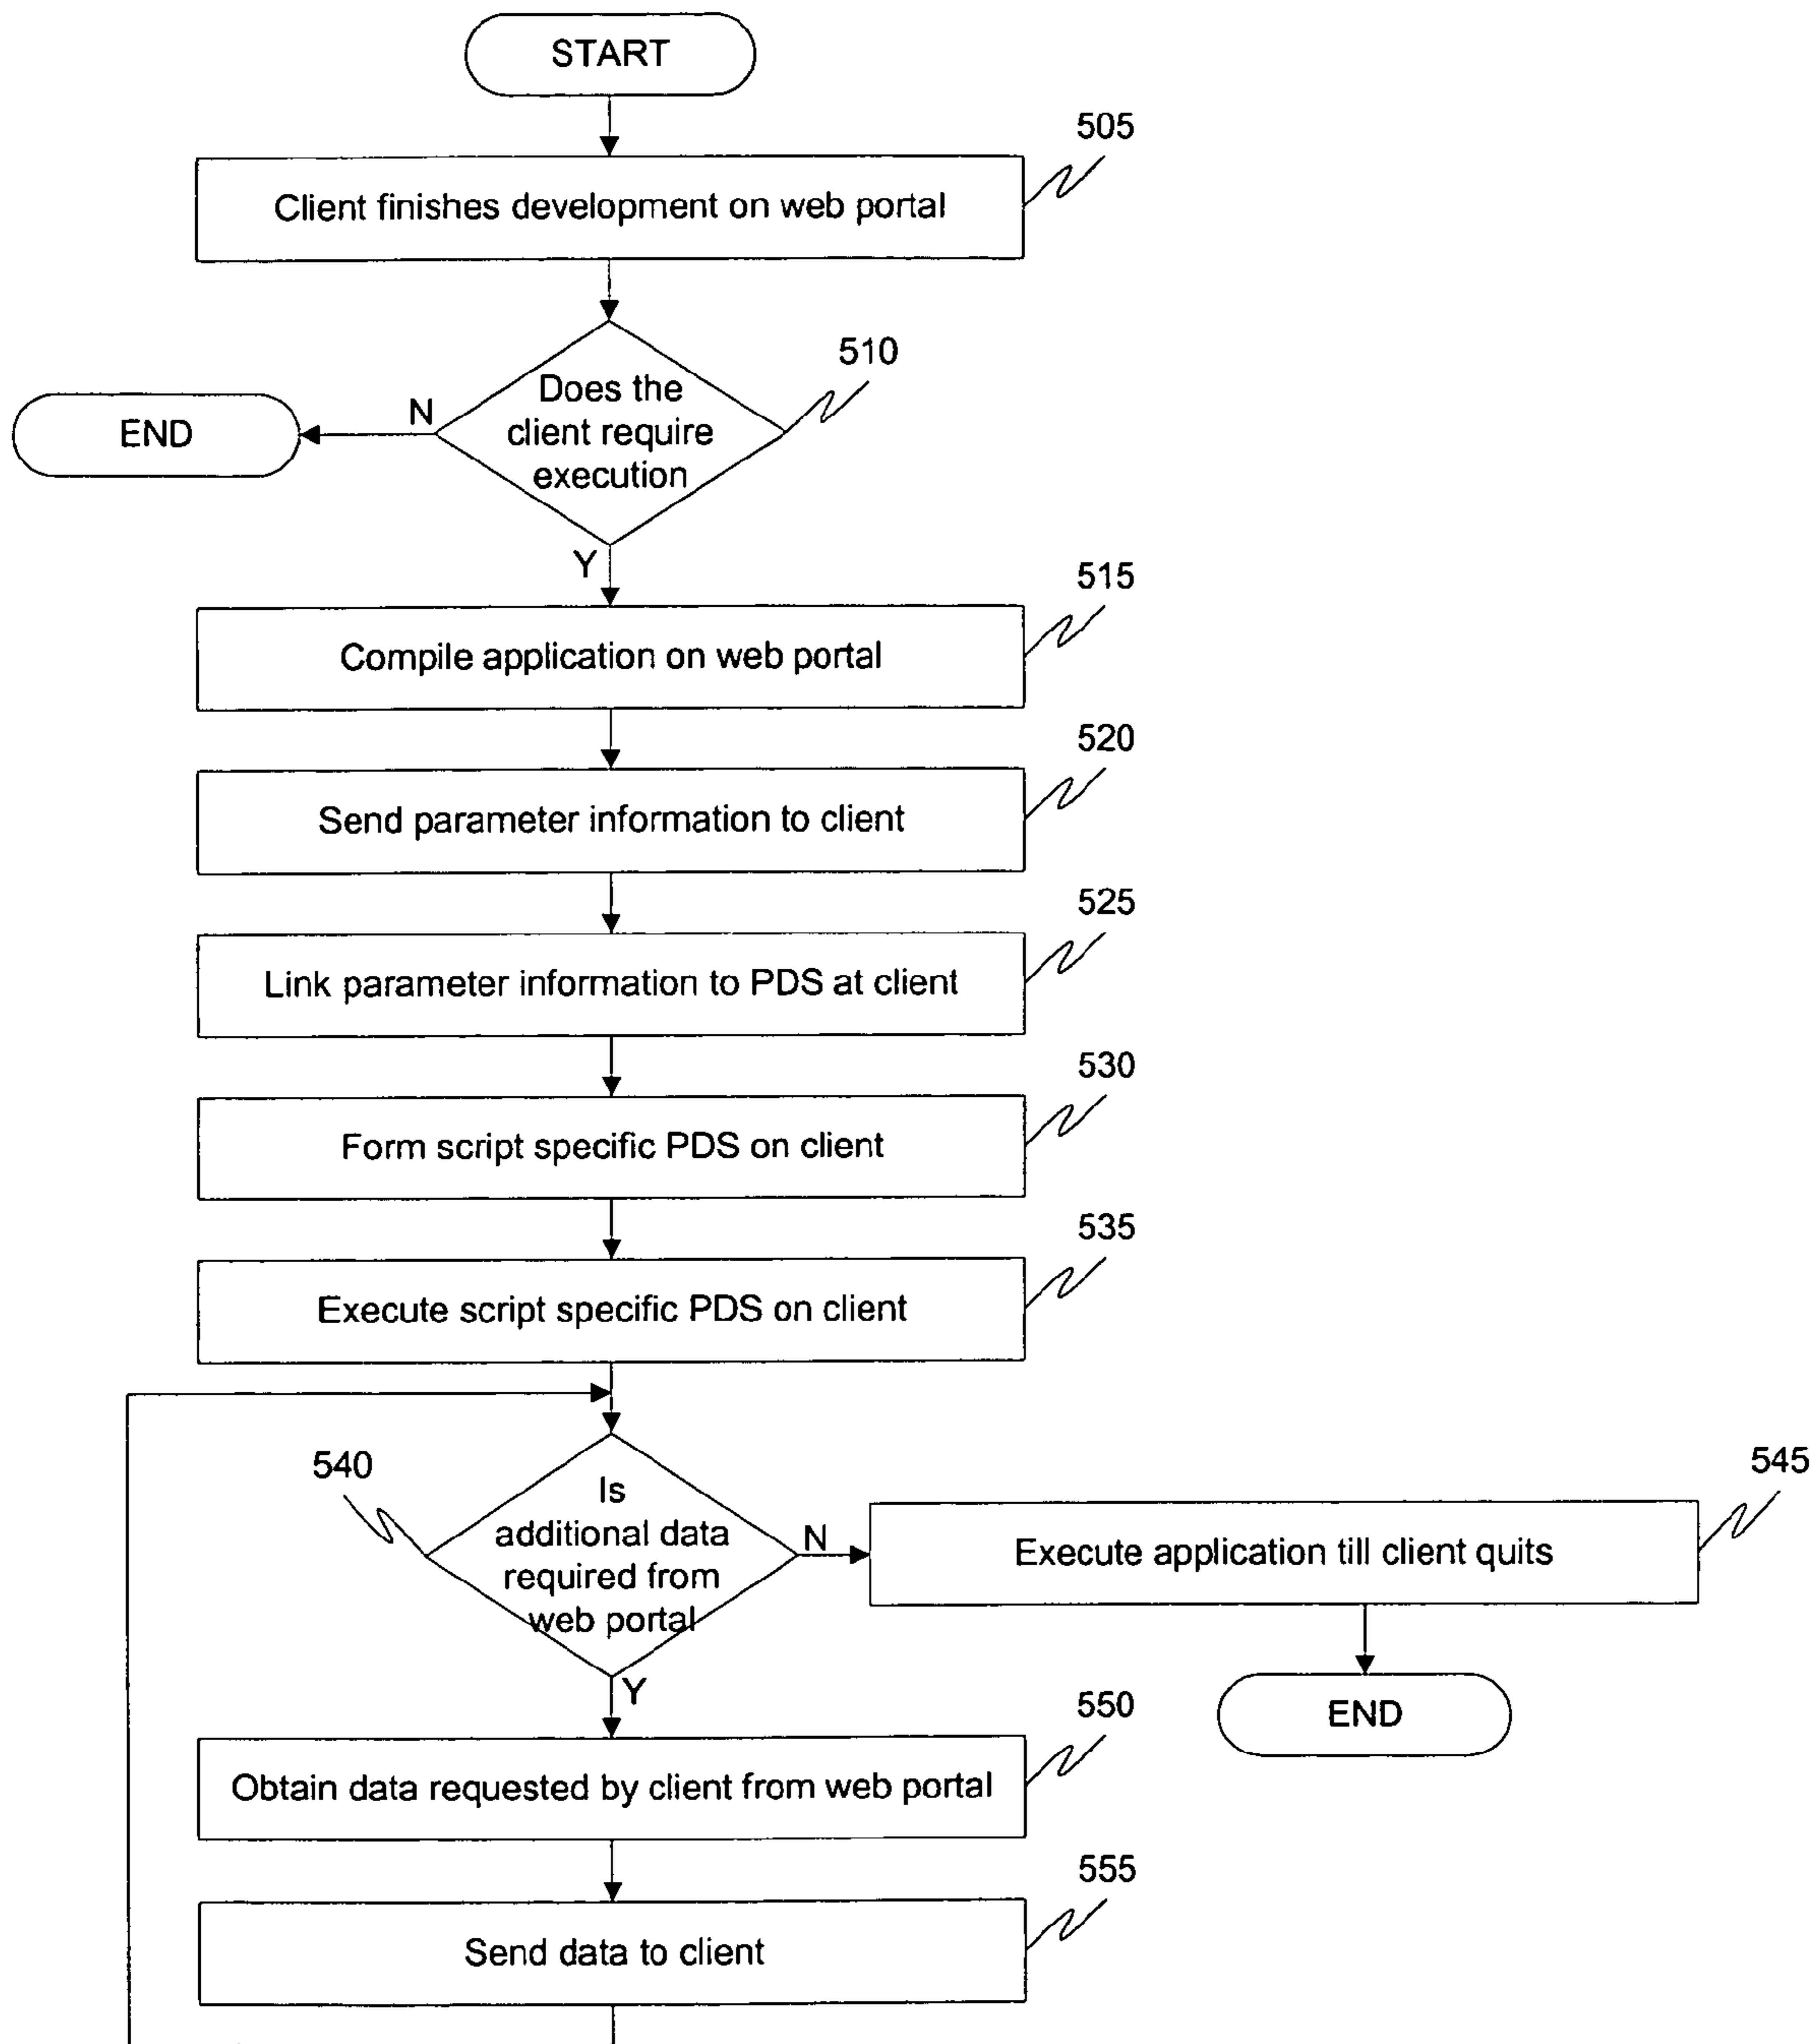 START
505
Client finishes development on web portal
510
Does the
client require
execution
N
END
Y
515
Compile application on web portal
520
Send parameter information to client
525
Link parameter information to PDS at client
530
Form script specific PDS on client
535
Execute script specific PDS on client
540
Is
additional data
required from
web portal
N
545
Execute application till client quits
END
Y
550
Obtain data requested by client from web portal
555
Send data to client